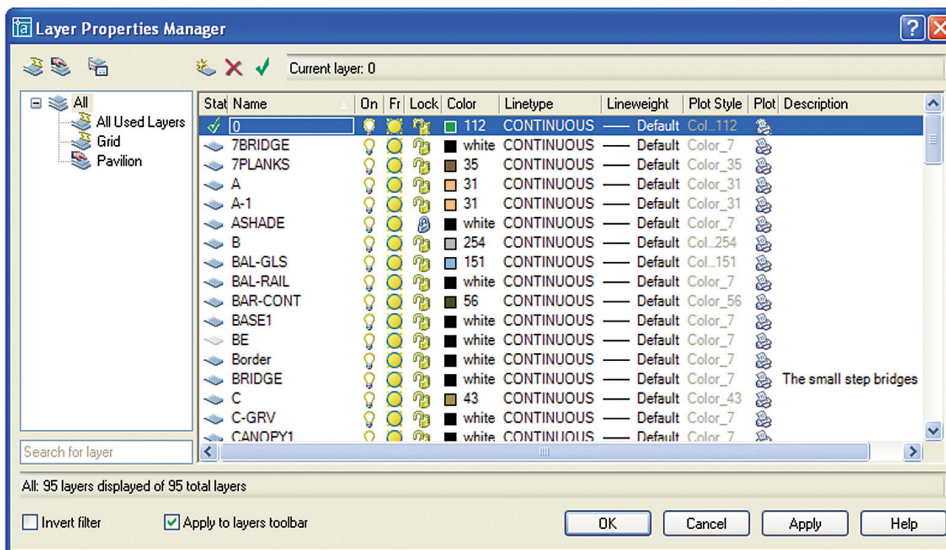 Layer Properties Manager
Current layer: 0
All
All Used Layers
Grid
Pavilion
Search for layer
Stat Name On Fr Lock Color Linetype Lineweight Plot Style Plot Description
0 112 CONTINUOUS Default Col...112
7BRIDGE white CONTINUOUS Default Color_7
7PLANKS 35 CONTINUOUS Default Color_35
A 31 CONTINUOUS Default Color_31
A-1 31 CONTINUOUS Default Color_31
ASHADE white CONTINUOUS Default Color_7
B 254 CONTINUOUS Default Col...254
BAL-GLS 151 CONTINUOUS Default Col...151
BAL-RAIL white CONTINUOUS Default Color_7
BAR-CONT 56 CONTINUOUS Default Color_56
BASE1 white CONTINUOUS Default Color_7
BE white CONTINUOUS Default Color_7
Border white CONTINUOUS Default Color_7
BRIDGE white CONTINUOUS Default Color_7 The small step bridges
C 43 CONTINUOUS Default Color_43
C-GRV white CONTINUOUS Default Color_7
CANOPY1 white CONTINUOUS Default Color_7
All: 95 layers displayed of 95 total layers
Invert filter Apply to layers toolbar OK Cancel Apply Help